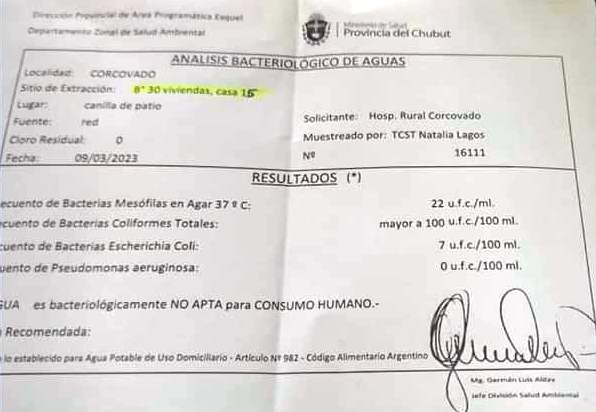 Dirección Provincial de Area Programática Esquel
Departamento Zonal de Salud Ambiental
Ministerio de Salud
Provincia del Chubut
ANALISIS BACTERIOLÓGICO DE AGUAS
Localidad: CORCOVADO
Sitio de Extracción: B° 30 viviendas, casa 15
Lugar: canilla de patio
Fuente: red
Cloro Residual: 0
Fecha: 09/03/2023
Solicitante: Hosp. Rural Corcovado
Muestreado por: TCST Natalia Lagos
Nº 16111
RESULTADOS (*)
ecuento de Bacterias Mesófilas en Agar 37 º C: 22 u.f.c./ml.
ecuento de Bacterias Coliformes Totales: mayor a 100 u.f.c./100 ml.
cuento de Bacterias Escherichia Coli: 7 u.f.c./100 ml.
uento de Pseudomonas aeruginosa: 0 u.f.c./100 ml.
GUA es bacteriológicamente NO APTA para CONSUMO HUMANO.-
Recomendada:
lo establecido para Agua Potable de Uso Domiciliario - Artículo Nº 982 - Código Alimentario Argentino
Mg. Germán Luis Aldas
Jefe División Salud Ambiental